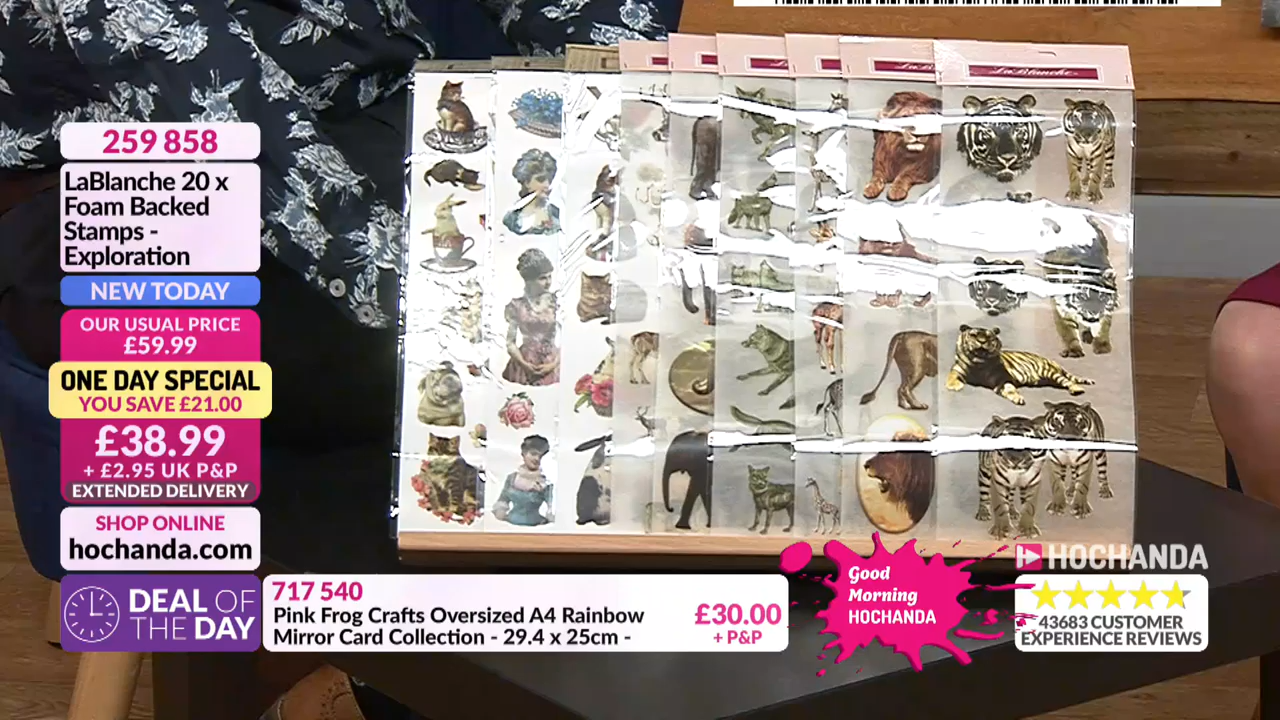 259 858
LaBlanche 20 x
Foam Backed
Stamps -
Exploration
NEW TODAY
OUR USUAL PRICE
£59.99
ONE DAY SPECIAL
YOU SAVE £21.00
£38.99
+ £2.95 UK P&P
EXTENDED DELIVERY
SHOP ONLINE
hochanda.com
DEAL OF
THE DAY
717 540
Pink Frog Crafts Oversized A4 Rainbow
Mirror Card Collection - 29.4 x 25cm -
£30.00
+ P&P
Good
Morning
HOCHANDA
HOCHANDA
43683 CUSTOMER
EXPERIENCE REVIEWS
LaBlanche